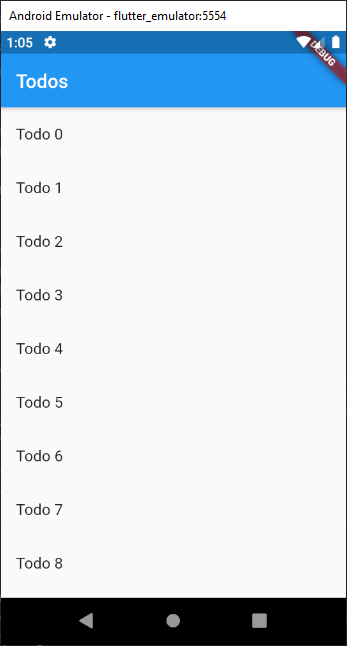 Android Emulator - flutter_emulator:5554
1:05
DEBUG
Todos
Todo 0
Todo 1
Todo 2
Todo 3
Todo 4
Todo 5
Todo 6
Todo 7
Todo 8